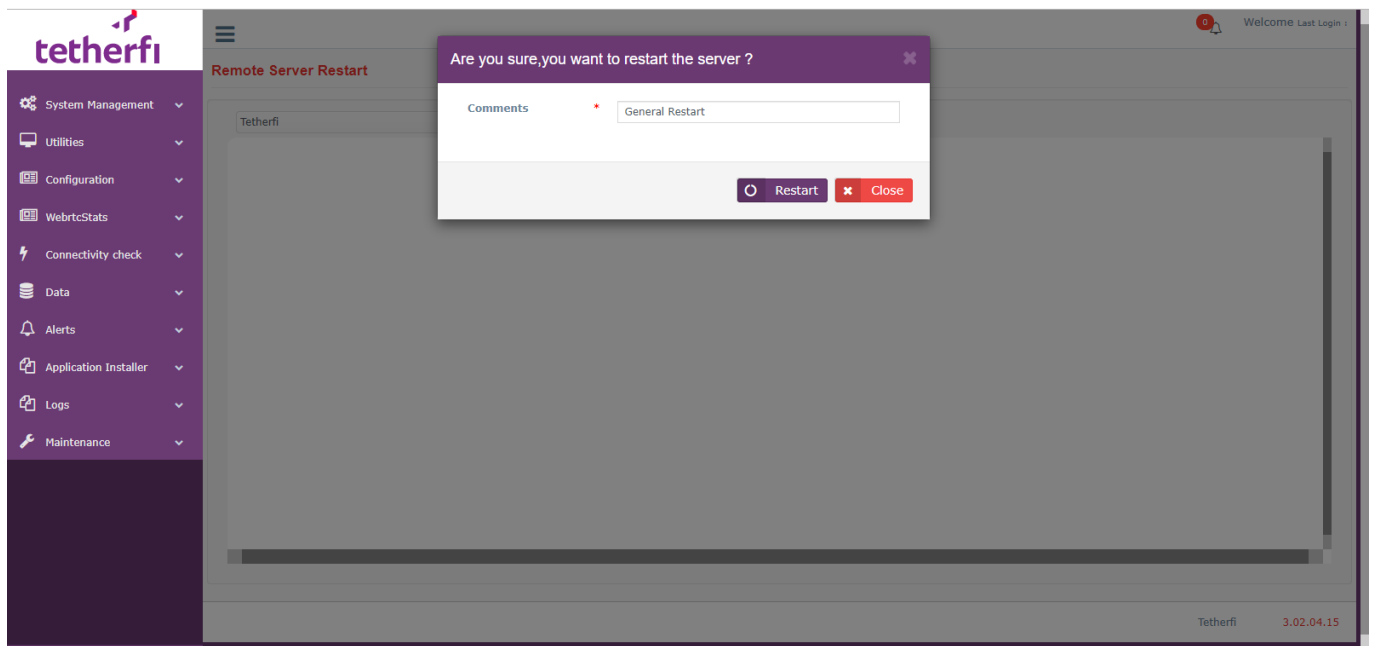 tetherfi
0
Welcome Last Login :
Remote Server Restart
Are you sure,you want to restart the server ?
Comments * General Restart
Restart
Close
Tetherfi
System Management
Utilities
Configuration
WebrtcStats
Connectivity check
Data
Alerts
Application Installer
Logs
Maintenance
Tetherfi 3.02.04.15